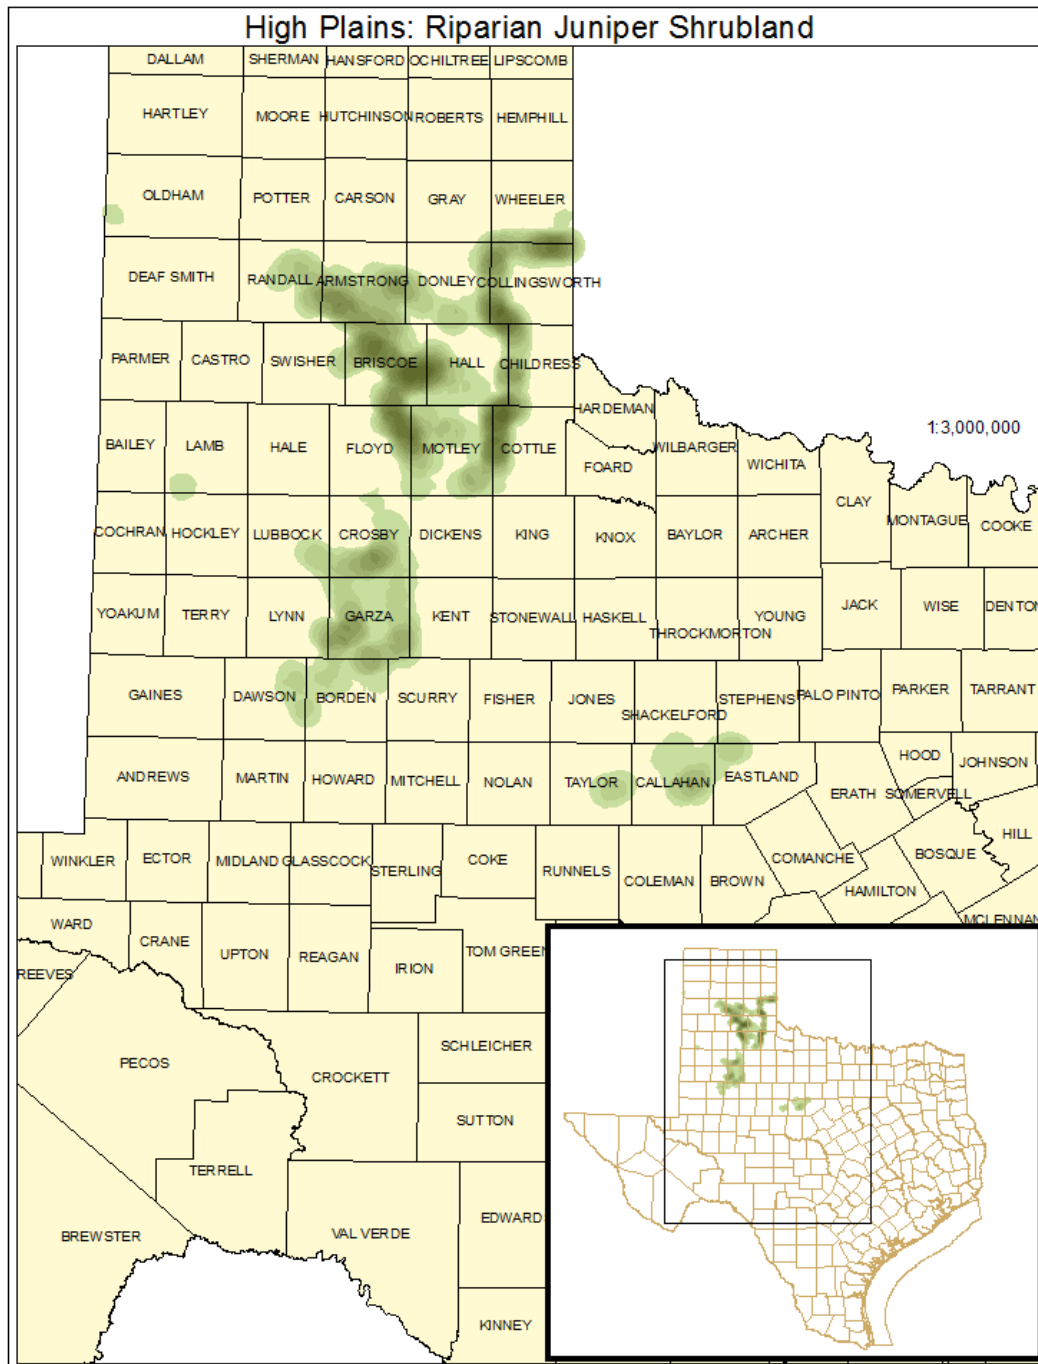 High Plains: Riparian Juniper Shrubland
DALLAM SHERMAN HANSFORD OCHILTREE LIPSCOMB
HARTLEY MOORE HUTCHINSON ROBERTS HEMPHILL
OLDHAM POTTER CARSON GRAY WHEELER
DEAF SMITH RANDALL ARMSTRONG DONLEY COLLINGSWORTH
PARMER CASTRO SWISHER BRISCOE HALL CHILDRESS
HARDEMAN
1:3,000,000
BAILEY LAMB HALE FLOYD MOTLEY COTTLE WILBARGER
FOARD WICHITA
CLAY
MONTAGUE COOKE
COCHRAN HOCKLEY LUBBOCK CROSBY DICKENS KING KNOX BAYLOR ARCHER
JACK WISE DENTON
YOAKUM TERRY LYNN GARZA KENT STONEWALL HASKELL YOUNG
THROCKMORTON
GAINES DAWSON BORDEN SCURRY FISHER JONES STEPHENS PALO PINTO PARKER TARRANT
SHACKELFORD
HOOD JOHNSON
ANDREWS MARTIN HOWARD MITCHELL NOLAN TAYLOR CALLAHAN EASTLAND
ERATH SOMERVELL
HILL
WINKLER ECTOR MIDLAND GLASSCOCK STERLING COKE RUNNELS COMANCHE BOSQUE
COLEMAN BROWN HAMILTON
WARD MCLENNAN
CRANE UPTON REAGAN IRION TOM GREEN
REEVES
PECOS SCHLEICHER
CROCKETT
SUTTON
TERRELL
BREWSTER VAL VERDE EDWARD
KINNEY